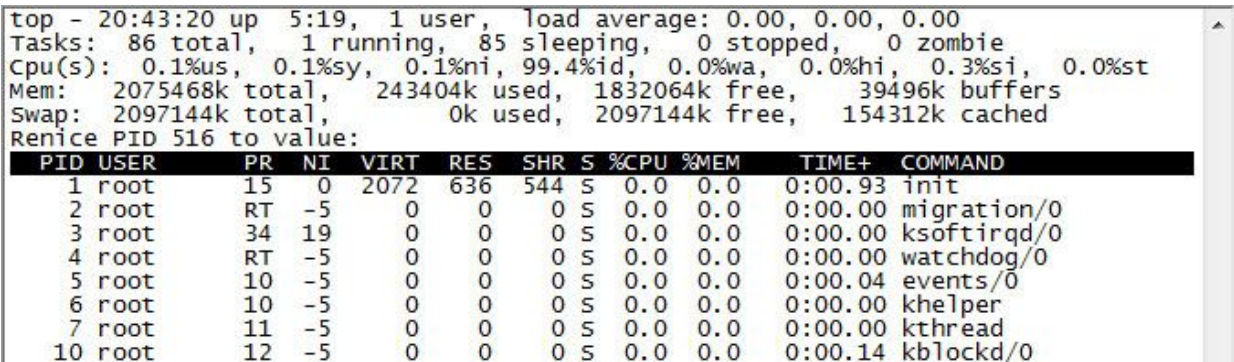 top - 20:43:20 up  5:19,  1 user,  load average: 0.00, 0.00, 0.00
Tasks:  86 total,   1 running,  85 sleeping,   0 stopped,   0 zombie
Cpu(s):  0.1%us,  0.1%sy,  0.1%ni, 99.4%id,  0.0%wa,  0.0%hi,  0.3%si,  0.0%st
Mem:   2075468k total,   243404k used,  1832064k free,    39496k buffers
Swap:  2097144k total,        0k used,  2097144k free,   154312k cached
Renice PID 516 to value:
  PID USER      PR  NI  VIRT  RES  SHR S %CPU %MEM    TIME+  COMMAND
    1 root      15   0  2072  636  544 S  0.0  0.0   0:00.93 init
    2 root      RT  -5     0    0    0 S  0.0  0.0   0:00.00 migration/0
    3 root      34  19     0    0    0 S  0.0  0.0   0:00.00 ksoftirqd/0
    4 root      RT  -5     0    0    0 S  0.0  0.0   0:00.00 watchdog/0
    5 root      10  -5     0    0    0 S  0.0  0.0   0:00.04 events/0
    6 root      10  -5     0    0    0 S  0.0  0.0   0:00.00 khelper
    7 root      11  -5     0    0    0 S  0.0  0.0   0:00.00 kthread
   10 root      12  -5     0    0    0 S  0.0  0.0   0:00.14 kblockd/0